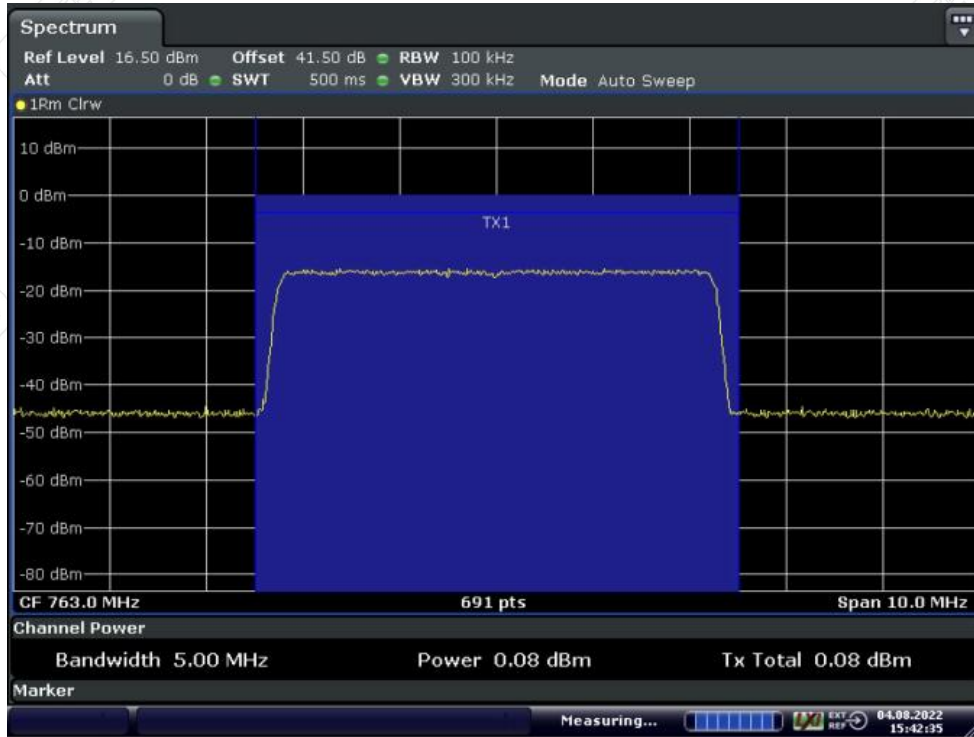 Spectrum
Ref Level 16.50 dBm Offset 41.50 dB RBW 100 kHz
Att 0 dB SWT 500 ms VBW 300 kHz Mode Auto Sweep
1Rm Clrw
10 dBm
0 dBm
TX1
-10 dBm
-20 dBm
-30 dBm
-40 dBm
-50 dBm
-60 dBm
-70 dBm
-80 dBm
CF 763.0 MHz 691 pts Span 10.0 MHz
Channel Power
Bandwidth 5.00 MHz Power 0.08 dBm Tx Total 0.08 dBm
Marker
Measuring... LXI EXT REF 04.08.2022
15:42:35